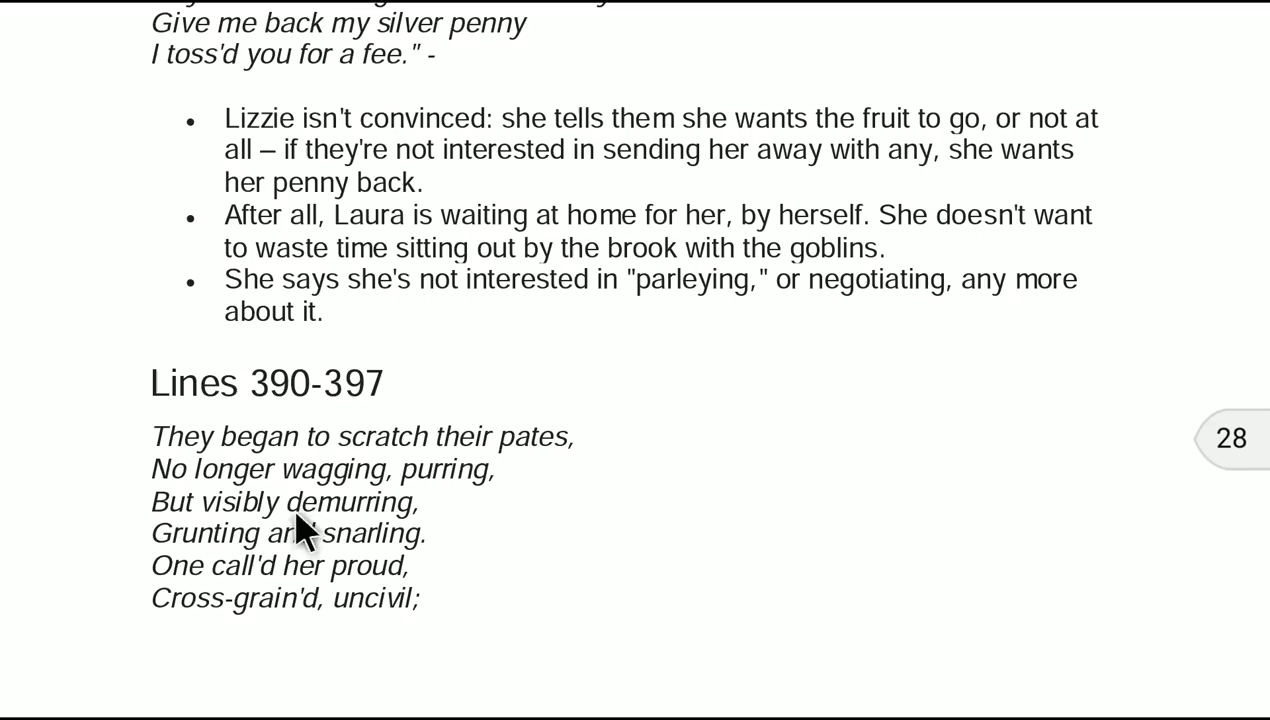 Give me back my silver penny
I toss'd you for a fee." -
• Lizzie isn't convinced: she tells them she wants the fruit to go, or not at
all – if they're not interested in sending her away with any, she wants
her penny back.
• After all, Laura is waiting at home for her, by herself. She doesn't want
to waste time sitting out by the brook with the goblins.
• She says she's not interested in "parleying," or negotiating, any more
about it.
Lines 390-397
They began to scratch their pates,
No longer wagging, purring,
But visibly demurring,
Grunting and snarling.
One call'd her proud,
Cross-grain'd, uncivil;
28